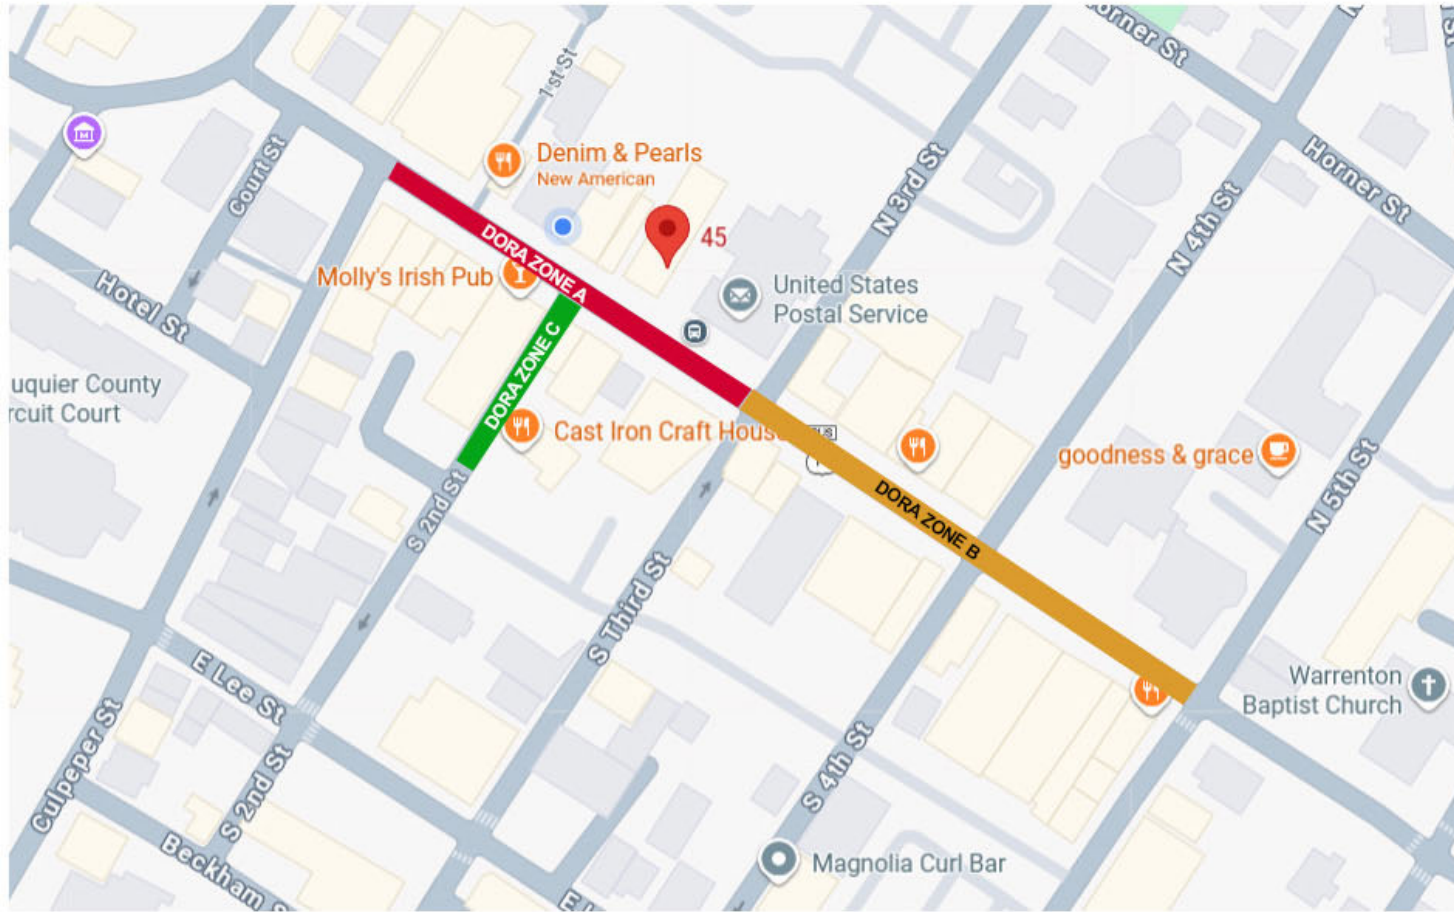 orner St
1st St
Denim & Pearls
New American
Court St
N 3rd St
Horner St
N 4th St
45
DORA ZONE A
Molly's Irish Pub
Hotel St
United States
Postal Service
DORA ZONE C
uquier County
rcuit Court
Cast Iron Craft House
goodness & grace
DORA ZONE B
N 5th St
S 2nd St
S Third St
E Lee St
Warrenton
Baptist Church
Culpeper St
S 2nd St
S 4th St
Beckham S
Magnolia Curl Bar